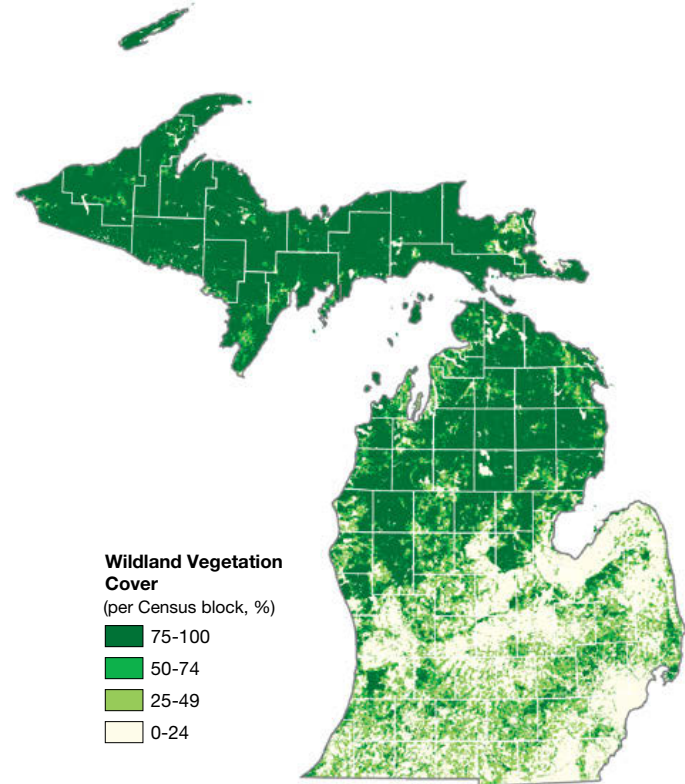 Wildland Vegetation
Cover
(per Census block, %)
75-100
50-74
25-49
0-24